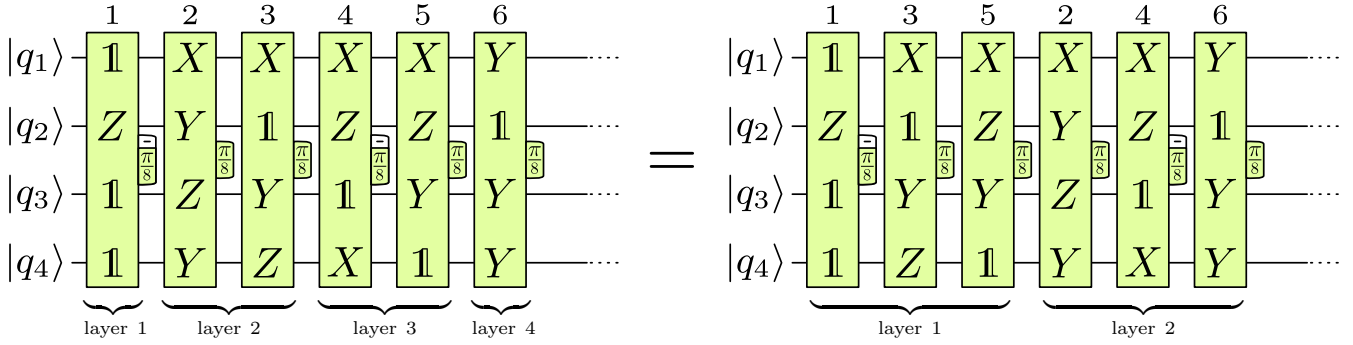 1 2 3 4 5 6 1 3 5 2 4 6
|q₁⟩ 𝟙 X X X X Y = |q₁⟩ 𝟙 X X X X Y
|q₂⟩ Z Y 𝟙 Z Z 𝟙 |q₂⟩ Z 𝟙 Z Y Z 𝟙
-π/8 π/8 π/8 -π/8 π/8 π/8 -π/8 π/8 π/8 π/8 -π/8 π/8
|q₃⟩ 𝟙 Z Y 𝟙 Y Y |q₃⟩ 𝟙 Y Y Z 𝟙 Y
|q₄⟩ 𝟙 Y Z X 𝟙 Y |q₄⟩ 𝟙 Z 𝟙 Y X Y
layer 1 layer 2 layer 3 layer 4 layer 1 layer 2